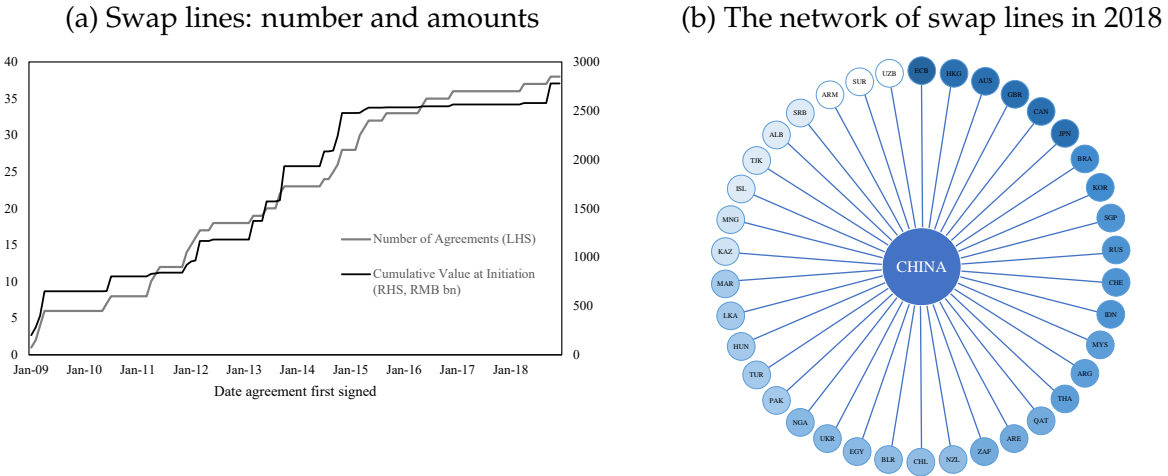 (a) Swap lines: number and amounts
40
35
30
25
20
15
10
5
0
3000
2500
2000
1500
1000
500
0
Number of Agreements (LHS)
Cumulative Value at Initiation
(RHS, RMB bn)
Jan-09 Jan-10 Jan-11 Jan-12 Jan-13 Jan-14 Jan-15 Jan-16 Jan-17 Jan-18
Date agreement first signed
(b) The network of swap lines in 2018
CHINA
ECB
HKG
AUS
GBR
CAN
JPN
BRA
KOR
SGP
RUS
CHE
IDN
MYS
ARG
THA
QAT
ARE
ZAF
NZL
CHL
BLR
EGY
UKR
NGA
PAK
TUR
HUN
LKA
MAR
KAZ
MNG
ISL
TJK
ALB
SRB
ARM
SUR
UZB